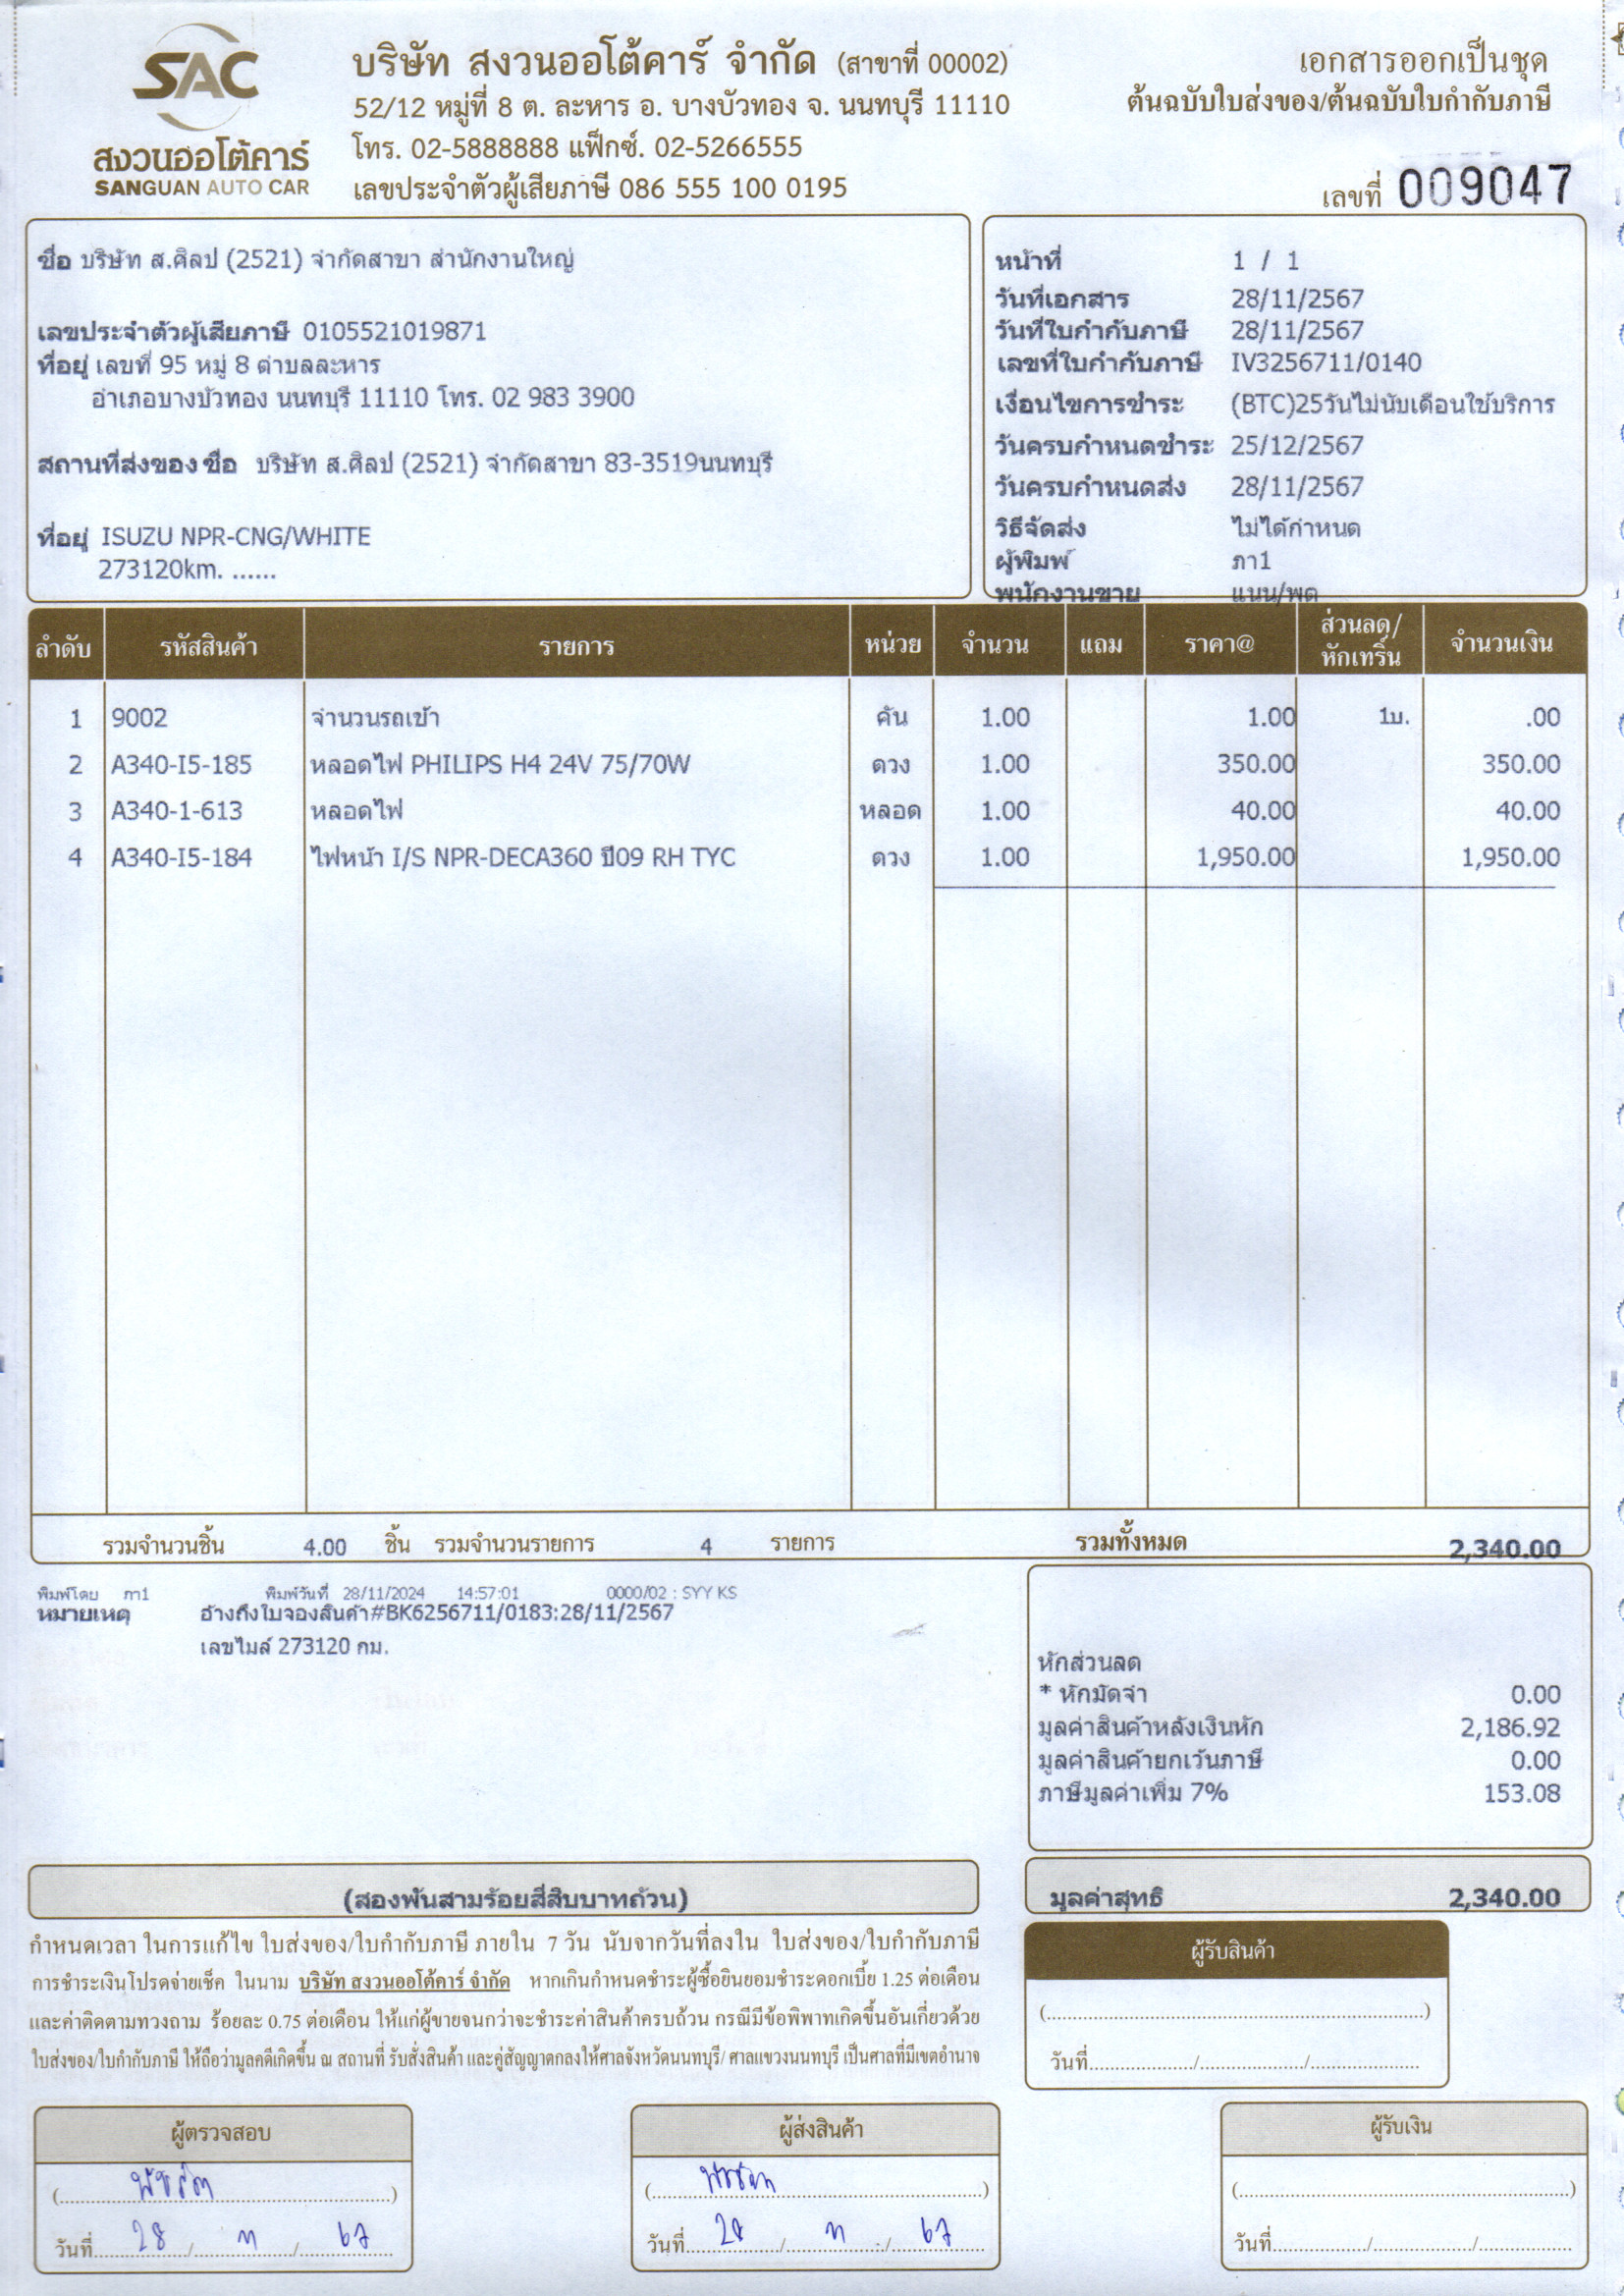 SAC
สงวนออโต้คาร์
SANGUAN AUTO CAR
บริษัท สงวนออโต้คาร์ จำกัด (สาขาที่ 00002)
52/12 หมู่ที่ 8 ต. ละหาร อ. บางบัวทอง จ. นนทบุรี 11110
โทร. 02-5888888 แฟ็กซ์. 02-5266555
เลขประจำตัวผู้เสียภาษี 086 555 100 0195
เอกสารออกเป็นชุด
ต้นฉบับใบส่งของ/ต้นฉบับใบกำกับภาษี
เลขที่ 009047
ชื่อ บริษัท ส.ศิลป (2521) จำกัดสาขา สำนักงานใหญ่
เลขประจำตัวผู้เสียภาษี 0105521019871
ที่อยู่ เลขที่ 95 หมู่ 8 ตำบลละหาร
อำเภอบางบัวทอง นนทบุรี 11110 โทร. 02 983 3900
สถานที่ส่งของ ชื่อ บริษัท ส.ศิลป (2521) จำกัดสาขา 83-3519นนทบุรี
ที่อยู่ ISUZU NPR-CNG/WHITE
273120km. ......
หน้าที่ 1 / 1
วันที่เอกสาร 28/11/2567
วันที่ใบกำกับภาษี 28/11/2567
เลขที่ใบกำกับภาษี IV3256711/0140
เงื่อนไขการชำระ (BTC)25วันไม่นับเดือนใช้บริการ
วันครบกำหนดชำระ 25/12/2567
วันครบกำหนดส่ง 28/11/2567
วิธีจัดส่ง ไม่ได้กำหนด
ผู้พิมพ์ ภา1
พนักงานขาย แนน/พต
ลำดับ รหัสสินค้า รายการ หน่วย จำนวน แถม ราคา@ ส่วนลด/หักเทริ์น จำนวนเงิน
1 9002 จำนวนรถเข้า คัน 1.00 1.00 1บ. .00
2 A340-I5-185 หลอดไฟ PHILIPS H4 24V 75/70W ดวง 1.00 350.00 350.00
3 A340-1-613 หลอดไฟ หลอด 1.00 40.00 40.00
4 A340-I5-184 ไฟหน้า I/S NPR-DECA360 ปี09 RH TYC ดวง 1.00 1,950.00 1,950.00
รวมจำนวนชิ้น 4.00 ชิ้น รวมจำนวนรายการ 4 รายการ รวมทั้งหมด 2,340.00
พิมพ์โดย ภา1 พิมพ์วันที่ 28/11/2024 14:57:01 0000/02 : SYY KS
หมายเหตุ อ้างถึงใบจองสินค้า#BK6256711/0183:28/11/2567
เลขไมล์ 273120 กม.
หักส่วนลด
* หักมัดจำ 0.00
มูลค่าสินค้าหลังเงินหัก 2,186.92
มูลค่าสินค้ายกเว้นภาษี 0.00
ภาษีมูลค่าเพิ่ม 7% 153.08
(สองพันสามร้อยสี่สิบบาทถ้วน)
มูลค่าสุทธิ 2,340.00
กำหนดเวลา ในการแก้ไข ใบส่งของ/ใบกำกับภาษี ภายใน 7 วัน นับจากวันที่ลงใน ใบส่งของ/ใบกำกับภาษี
การชำระเงินโปรดจ่ายเช็ค ในนาม บริษัท สงวนออโต้คาร์ จำกัด หากเกินกำหนดชำระผู้ซื้อยินยอมชำระดอกเบี้ย 1.25 ต่อเดือน
และค่าติดตามทวงถาม ร้อยละ 0.75 ต่อเดือน ให้แก่ผู้ขายจนกว่าจะชำระค่าสินค้าครบถ้วน กรณีมีข้อพิพาทเกิดขึ้นอันเกี่ยวด้วย
ใบส่งของ/ใบกำกับภาษี ให้ถือว่ามูลคดีเกิดขึ้น ณ สถานที่ รับสั่งสินค้า และคู่สัญญาตกลงให้ศาลจังหวัดนนทบุรี/ ศาลแขวงนนทบุรี เป็นศาลที่มีเขตอำนาจ
ผู้รับสินค้า
(....................)
วันที่........../........../..........
ผู้ตรวจสอบ
วันที่ 28 / 11 / 67
ผู้ส่งสินค้า
วันที่ 28 / 11 / 67
ผู้รับเงิน
(....................)
วันที่........../........../..........